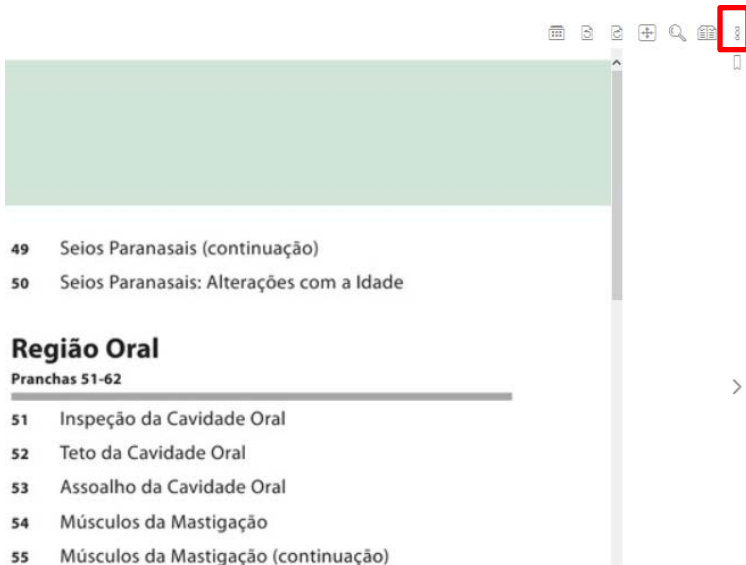 49 Seios Paranasais (continuação)
50 Seios Paranasais: Alterações com a Idade
Região Oral
Pranchas 51-62
51 Inspeção da Cavidade Oral
52 Teto da Cavidade Oral
53 Assoalho da Cavidade Oral
54 Músculos da Mastigação
55 Músculos da Mastigação (continuação)